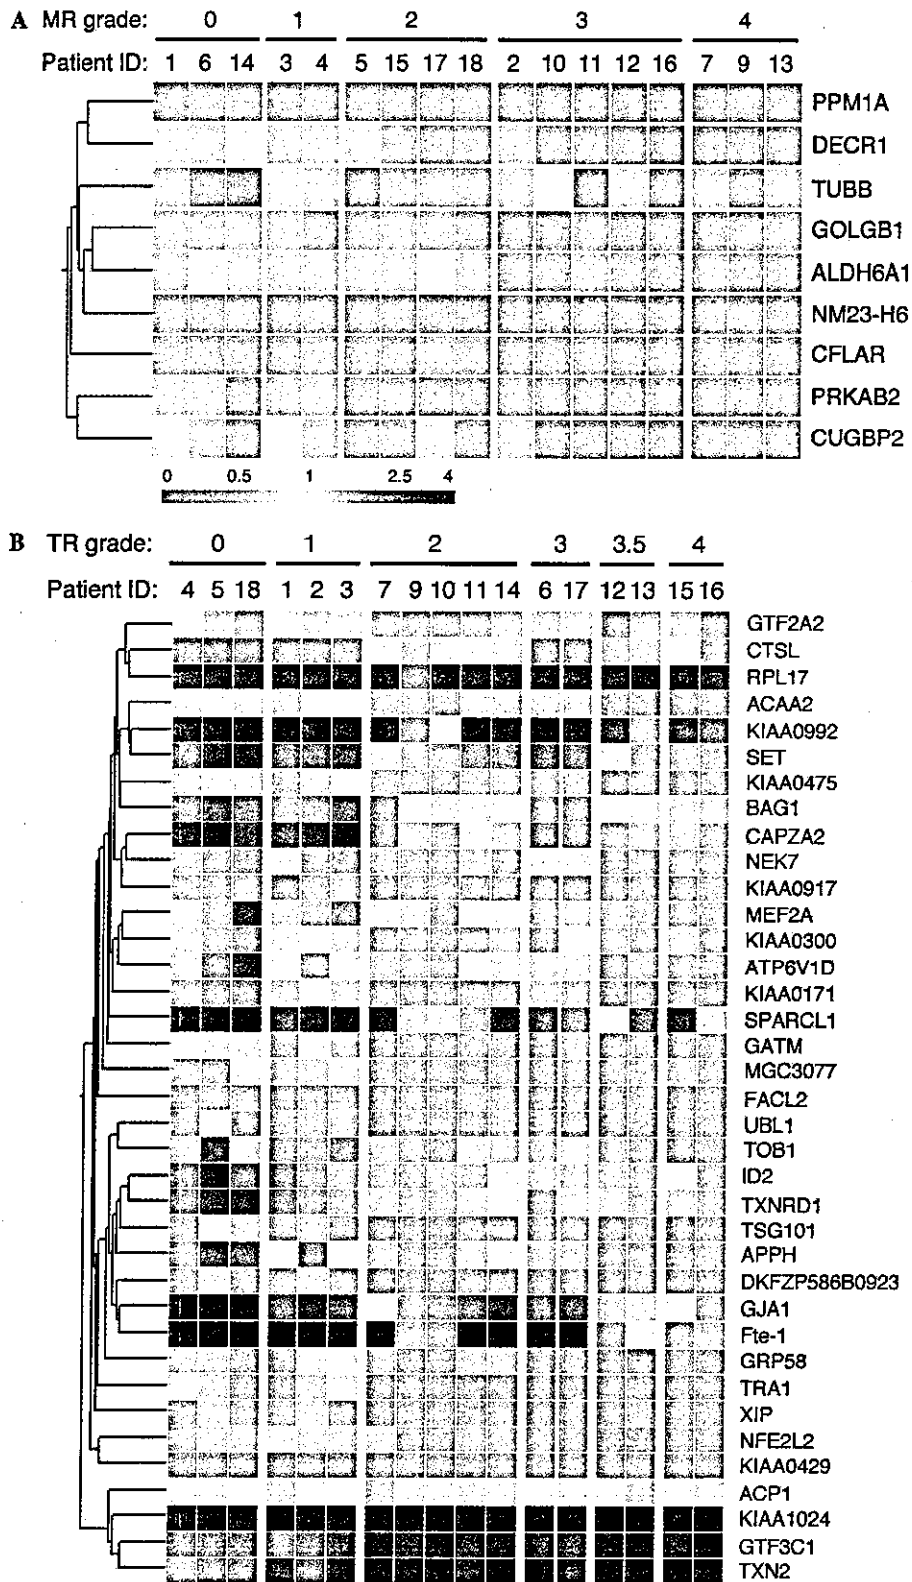 A MR grade: 0 1 2 3 4
Patient ID: 1 6 14 3 4 5 15 17 18 2 10 11 12 16 7 9 13
PPM1A
DECR1
TUBB
GOLGB1
ALDH6A1
NM23-H6
CFLAR
PRKAB2
CUGBP2
0 0.5 1 2.5 4
B TR grade: 0 1 2 3 3.5 4
Patient ID: 4 5 18 1 2 3 7 9 10 11 14 6 17 12 13 15 16
GTF2A2
CTSL
RPL17
ACAA2
KIAA0992
SET
KIAA0475
BAG1
CAPZA2
NEK7
KIAA0917
MEF2A
KIAA0300
ATP6V1D
KIAA0171
SPARCL1
GATM
MGC3077
FACL2
UBL1
TOB1
ID2
TXNRD1
TSG101
APPH
DKFZP586B0923
GJA1
Fte-1
GRP58
TRA1
XIP
NFE2L2
KIAA0429
ACP1
KIAA1024
GTF3C1
TXN2